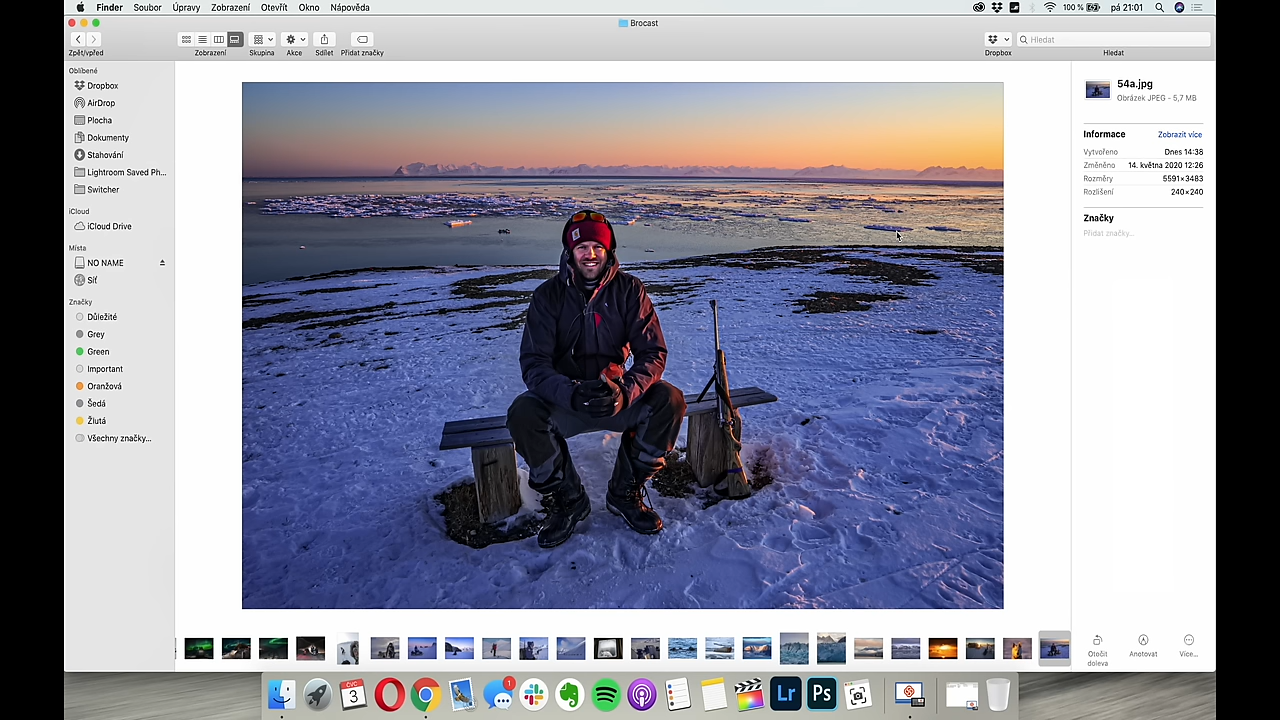 Finder Soubor Úpravy Zobrazení Otevřít Okno Nápověda 100 % pá 21:01
Brocast
Zpět/vpřed Zobrazení Skupina Akce Sdílet Přidat značky Dropbox Hledat
Hledat
Oblíbené
Dropbox
AirDrop
Plocha
Dokumenty
Stahování
Lightroom Saved Ph...
Switcher
iCloud
iCloud Drive
Místa
NO NAME
Síť
Značky
Důležité
Grey
Green
Important
Oranžová
Šedá
Žlutá
Všechny značky...
54a.jpg
Obrázek JPEG – 5,7 MB
Informace Zobrazit více
Vytvořeno Dnes 14:38
Změněno 14. května 2020 12:26
Rozměry 5591×3483
Rozlišení 240×240
Značky
Přidat značky...
Otočit doleva
Anotovat
Více...
CVC
3
1
Lr
Ps